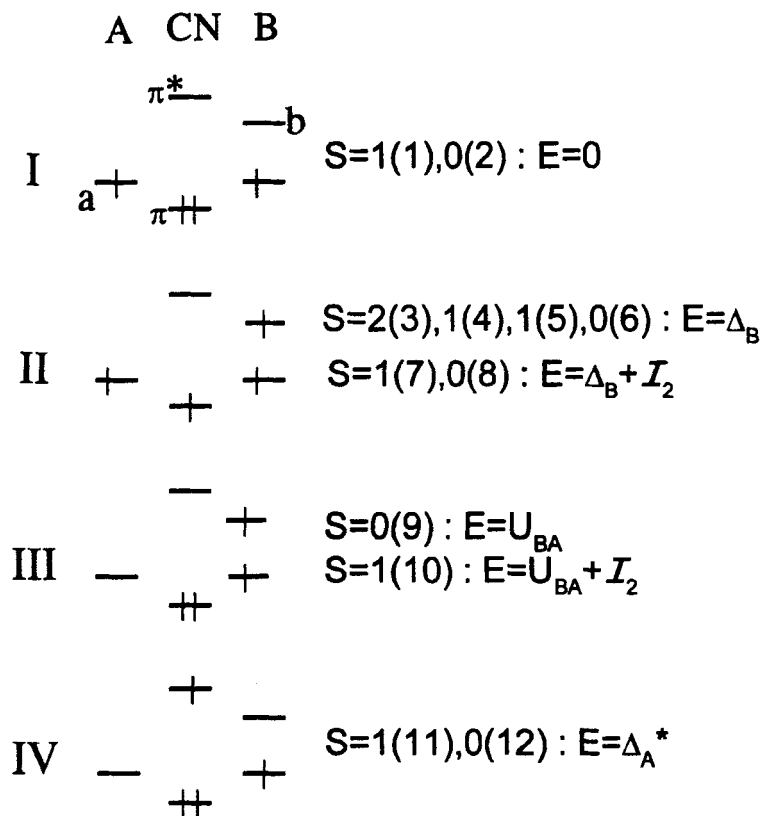 A CN B
π*
b
I
S=1(1),0(2) : E=0
a
π
S=2(3),1(4),1(5),0(6) : E=Δ_B
II
S=1(7),0(8) : E=Δ_B+I_2
S=0(9) : E=U_BA
III
S=1(10) : E=U_BA+I_2
S=1(11),0(12) : E=Δ_A*
IV